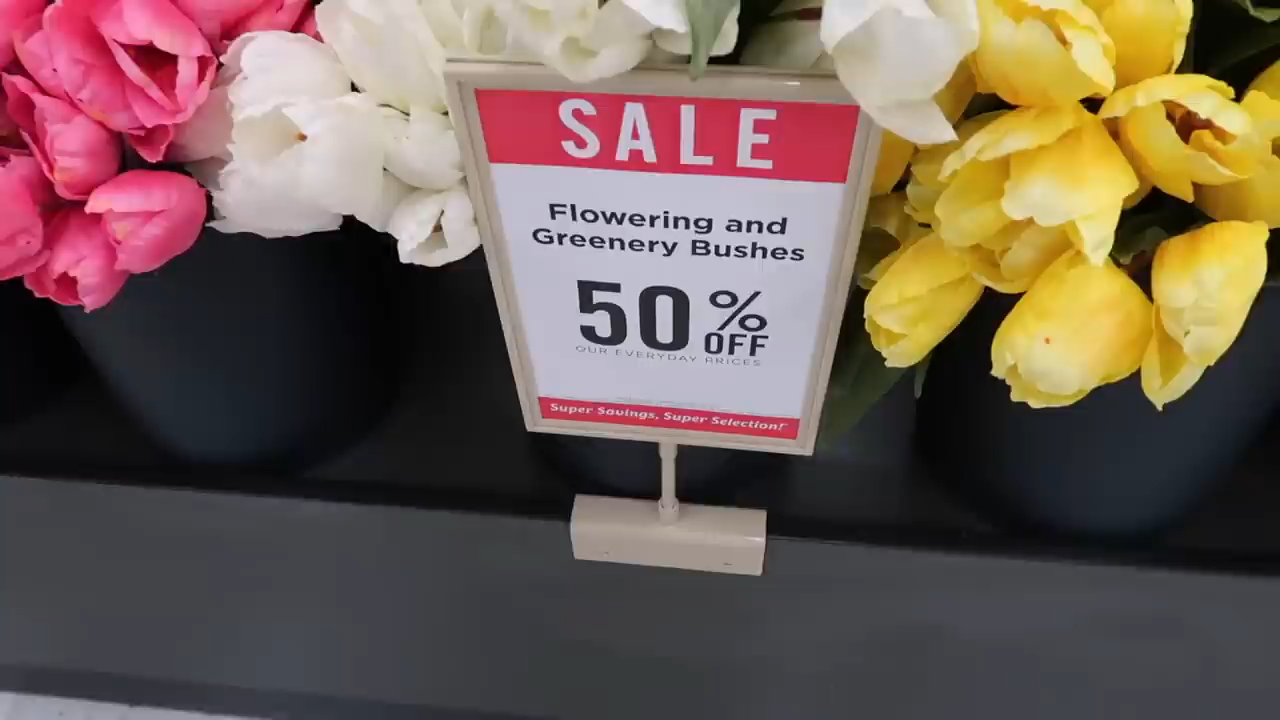 SALE
Flowering and
Greenery Bushes
50% OFF
OUR EVERYDAY PRICES
Super Savings, Super Selection!